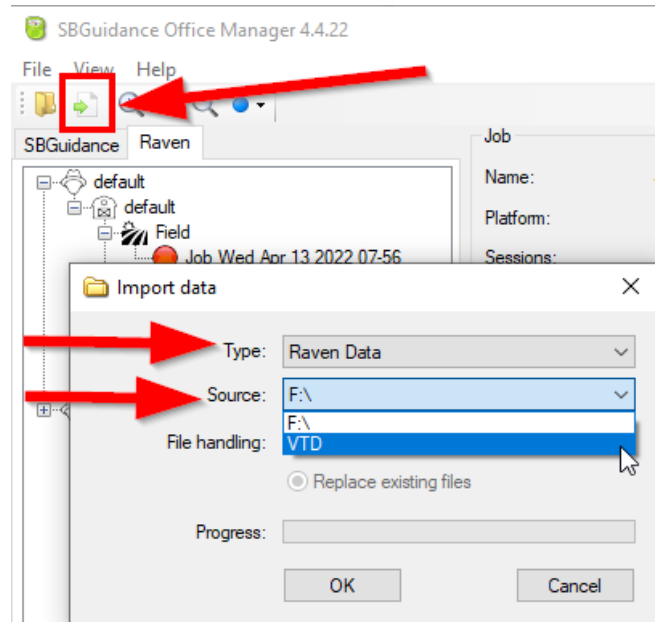 SBGuidance Office Manager 4.4.22
File View Help
SBGuidance Raven
Job
default
Name:
default
Platform:
Field
Job Wed Apr 13 2022 07-56
Sessions:
Import data
Type: Raven Data
Source: F:\
F:\
File handling: VTD
Replace existing files
Progress:
OK Cancel